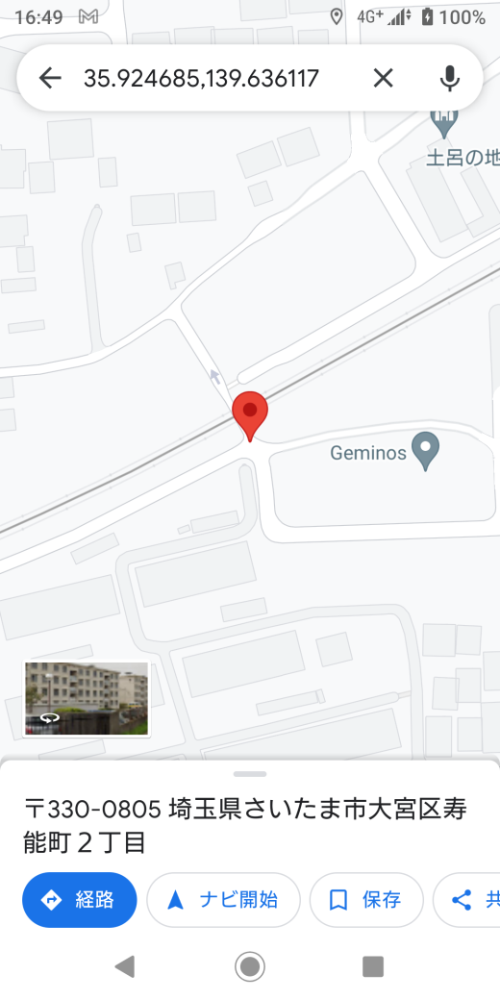 16:49 4G+ 100%
35.924685,139.636117
土呂の地
Geminos
〒330-0805 埼玉県さいたま市大宮区寿
能町２丁目
経路 ナビ開始 保存 共